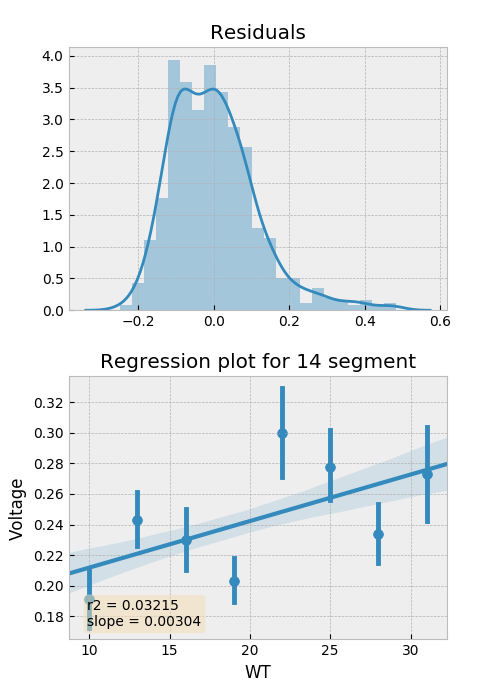 Residuals
4.0
3.5
3.0
2.5
2.0
1.5
1.0
0.5
0.0
−0.2 0.0 0.2 0.4 0.6
Regression plot for 14 segment
0.32
0.30
0.28
0.26
0.24
0.22
0.20
0.18
Voltage
r2 = 0.03215
slope = 0.00304
10 15 20 25 30
WT